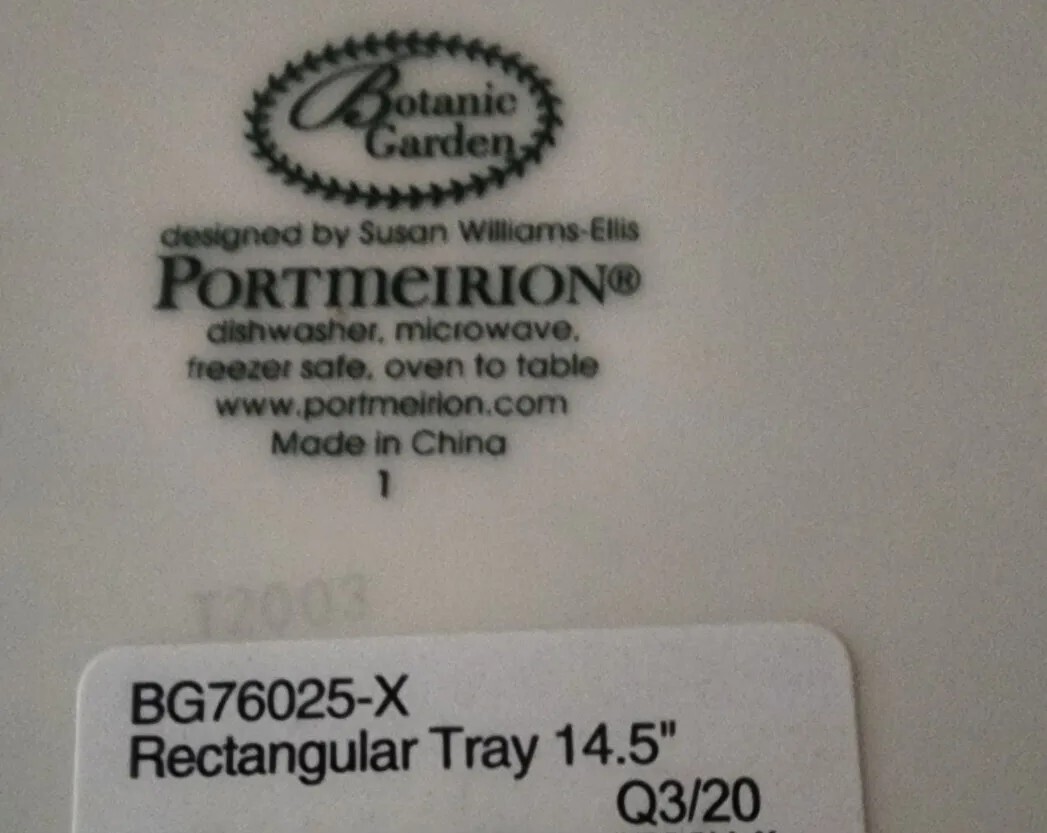 Botanic
Garden
designed by Susan Williams-Ellis
PORTMEIRION®
dishwasher, microwave,
freezer safe, oven to table
www.portmeirion.com
Made in China
1
T2003
BG76025-X
Rectangular Tray 14.5"
Q3/20